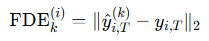 FDE_k^{(i)} = ‖ŷ_{i,T}^{(k)} − y_{i,T}‖_2